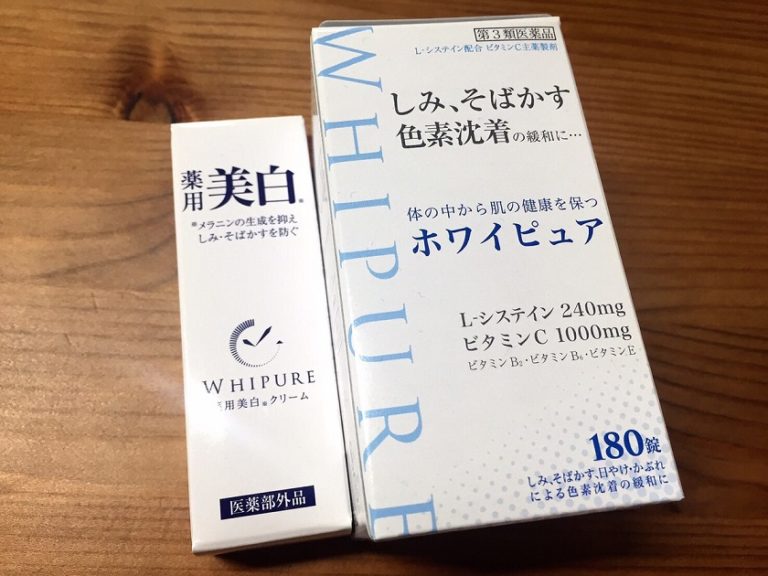 薬用美白※
※メラニンの生成を抑え
しみ・そばかすを防ぐ
WHIPURE
用美白※クリーム
医薬部外品
WHIPURE
第3類医薬品
L-システイン配合 ビタミンC主薬製剤
しみ、そばかす
色素沈着の緩和に…
体の中から肌の健康を保つ
ホワイピュア
L-システイン 240mg
ビタミンC 1000mg
ビタミンB2・ビタミンB6・ビタミンE
180錠
しみ、そばかす、日やけ・かぶれ
による色素沈着の緩和に